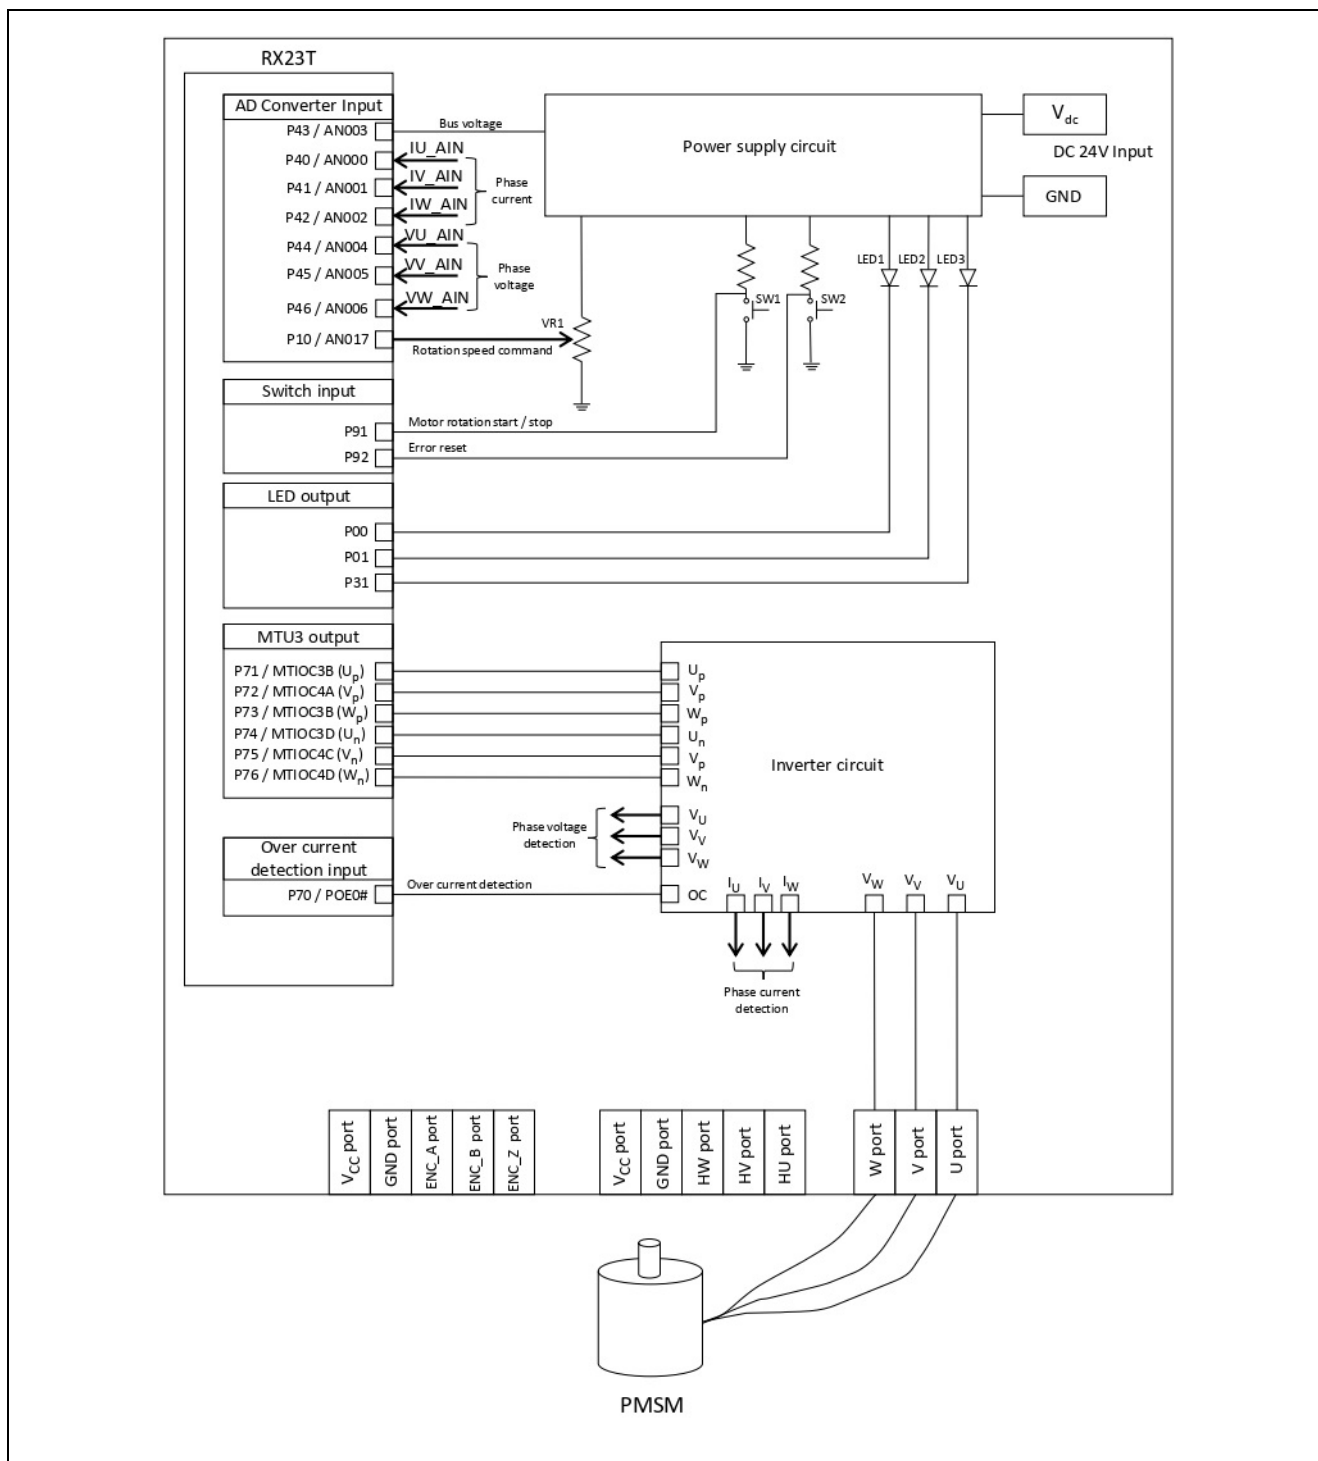 RX23T
AD Converter Input
P43 / AN003
P40 / AN000
P41 / AN001
P42 / AN002
P44 / AN004
P45 / AN005
P46 / AN006
P10 / AN017
Bus voltage
IU_AIN
IV_AIN
IW_AIN
Phase
current
VU_AIN
VV_AIN
VW_AIN
Phase
voltage
Rotation speed command
VR1
Power supply circuit
Vdc
DC 24V Input
GND
SW1
SW2
LED1
LED2
LED3
Switch input
P91
P92
Motor rotation start / stop
Error reset
LED output
P00
P01
P31
MTU3 output
P71 / MTIOC3B (Up)
P72 / MTIOC4A (Vp)
P73 / MTIOC3B (Wp)
P74 / MTIOC3D (Un)
P75 / MTIOC4C (Vn)
P76 / MTIOC4D (Wn)
Up
Vp
Wp
Un
Vp
Wn
Inverter circuit
VU
VV
VW
Phase voltage
detection
Over current
detection input
P70 / POE0#
Over current detection
OC
IU
IV
IW
VW
VV
VU
Phase current
detection
VCC port
GND port
ENC_A port
ENC_B port
ENC_Z port
VCC port
GND port
HW port
HV port
HU port
W port
V port
U port
PMSM